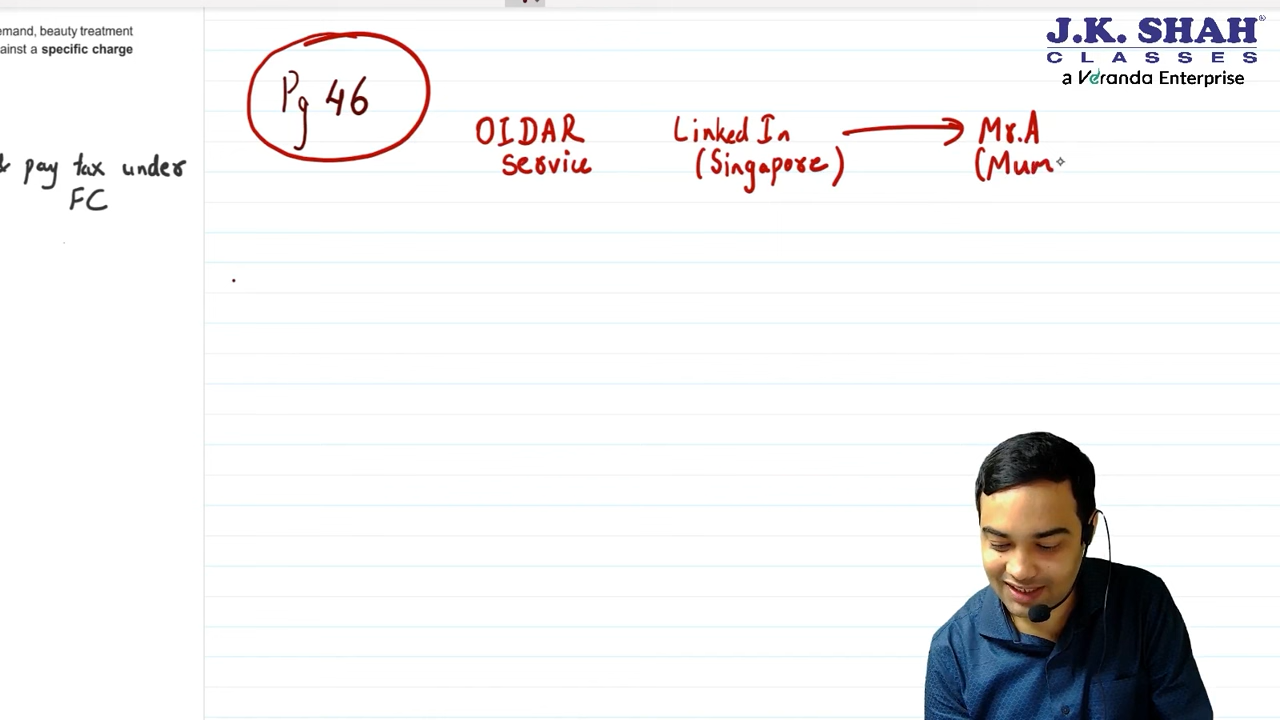 emand, beauty treatment
ainst a specific charge
& pay tax under
FC
Pg 46
OIDAR
Service
Linked In
(Singapore)
Mr.A
(Mum
J.K. SHAH®
CLASSES
a Veranda Enterprise